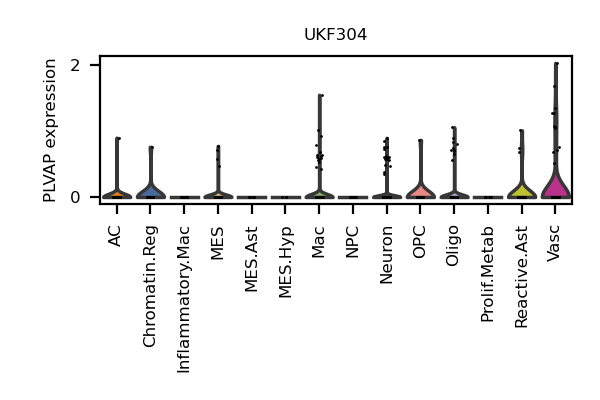 UKF304
PLVAP expression
2
0
AC
Chromatin.Reg
Inflammatory.Mac
MES
MES.Ast
MES.Hyp
Mac
NPC
Neuron
OPC
Oligo
Prolif.Metab
Reactive.Ast
Vasc